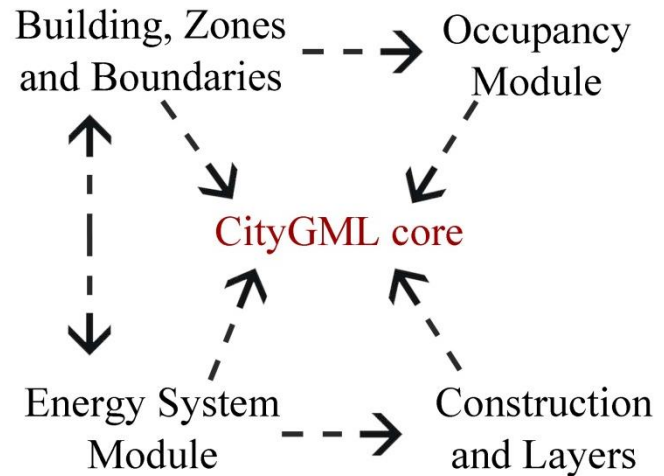 Building, Zones
and Boundaries
Occupancy
Module
CityGML core
Energy System
Module
Construction
and Layers